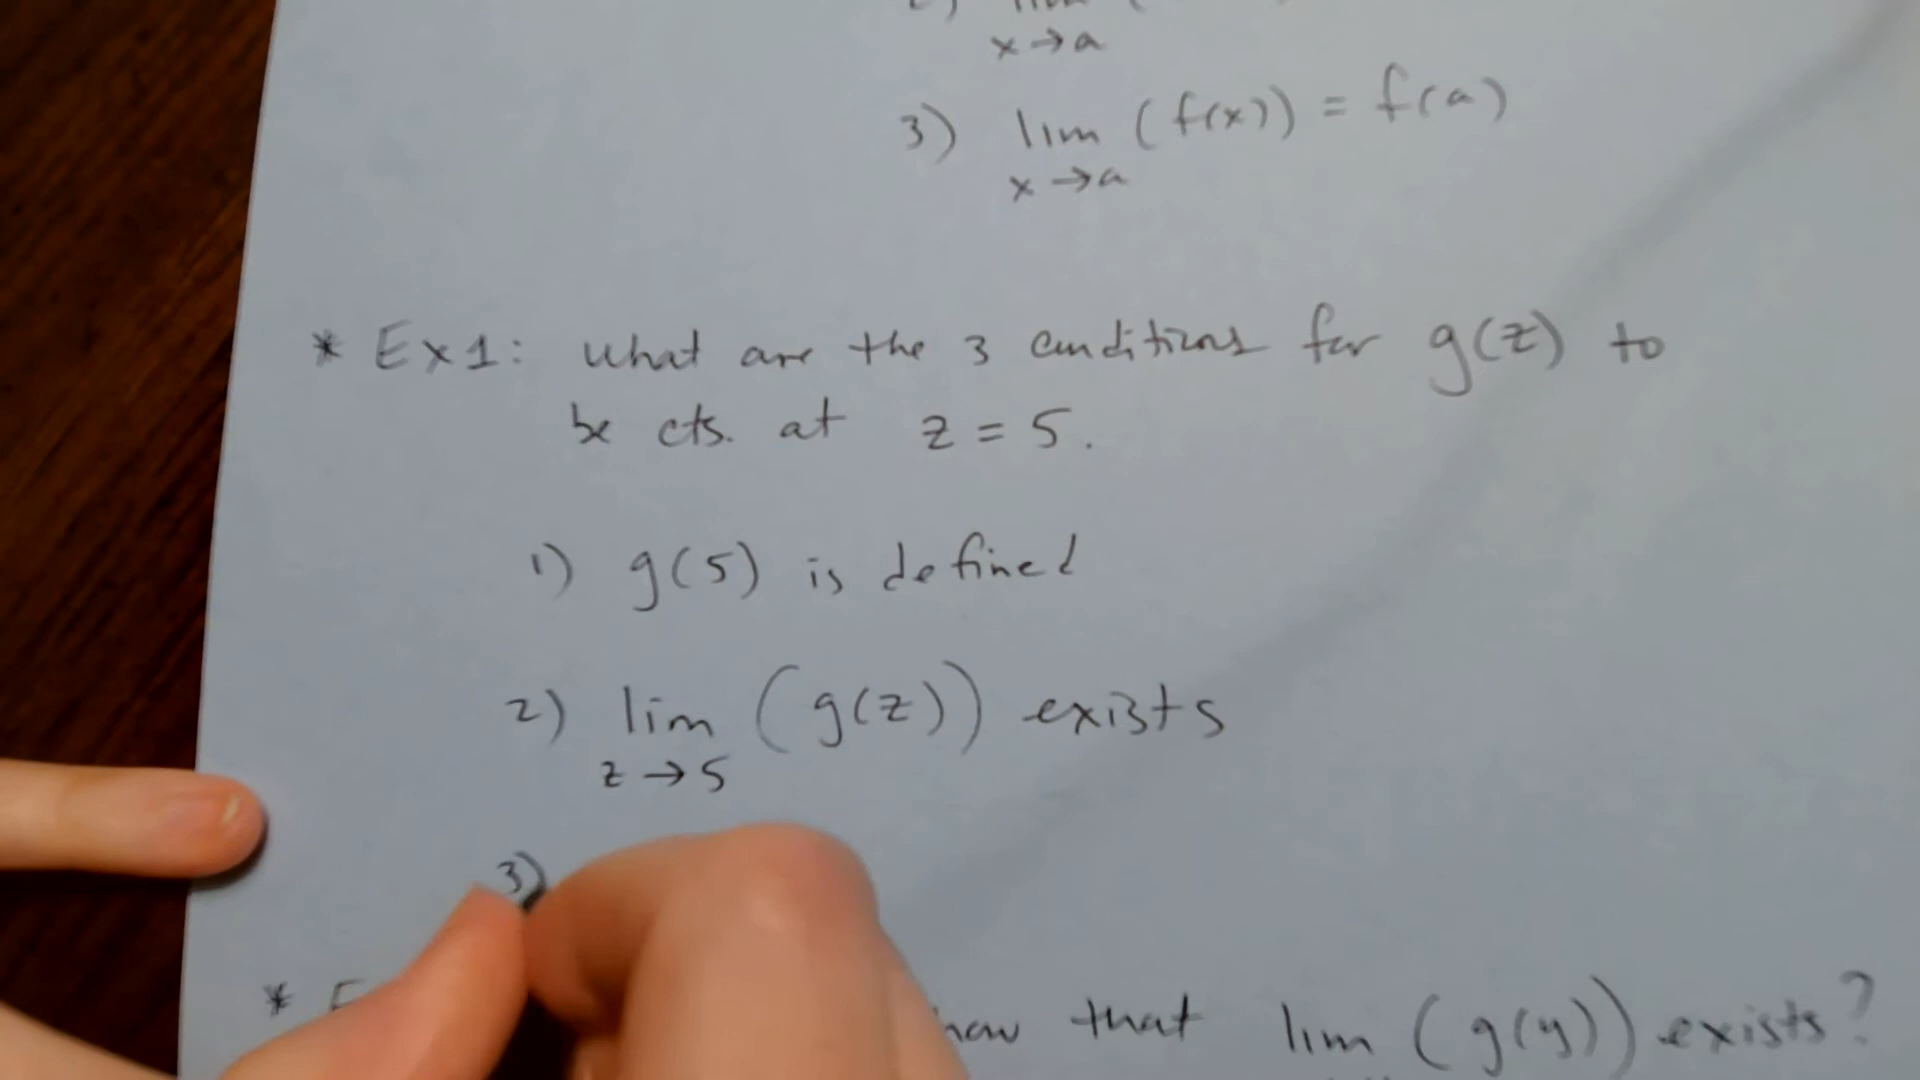 x → a
3) lim (f(x)) = f(a)
x → a
* Ex1: What are the 3 conditions for g(z) to
be cts. at z = 5.
1) g(5) is defined
2) lim (g(z)) exists
z → 5
3)
* that lim (g(y)) exists?